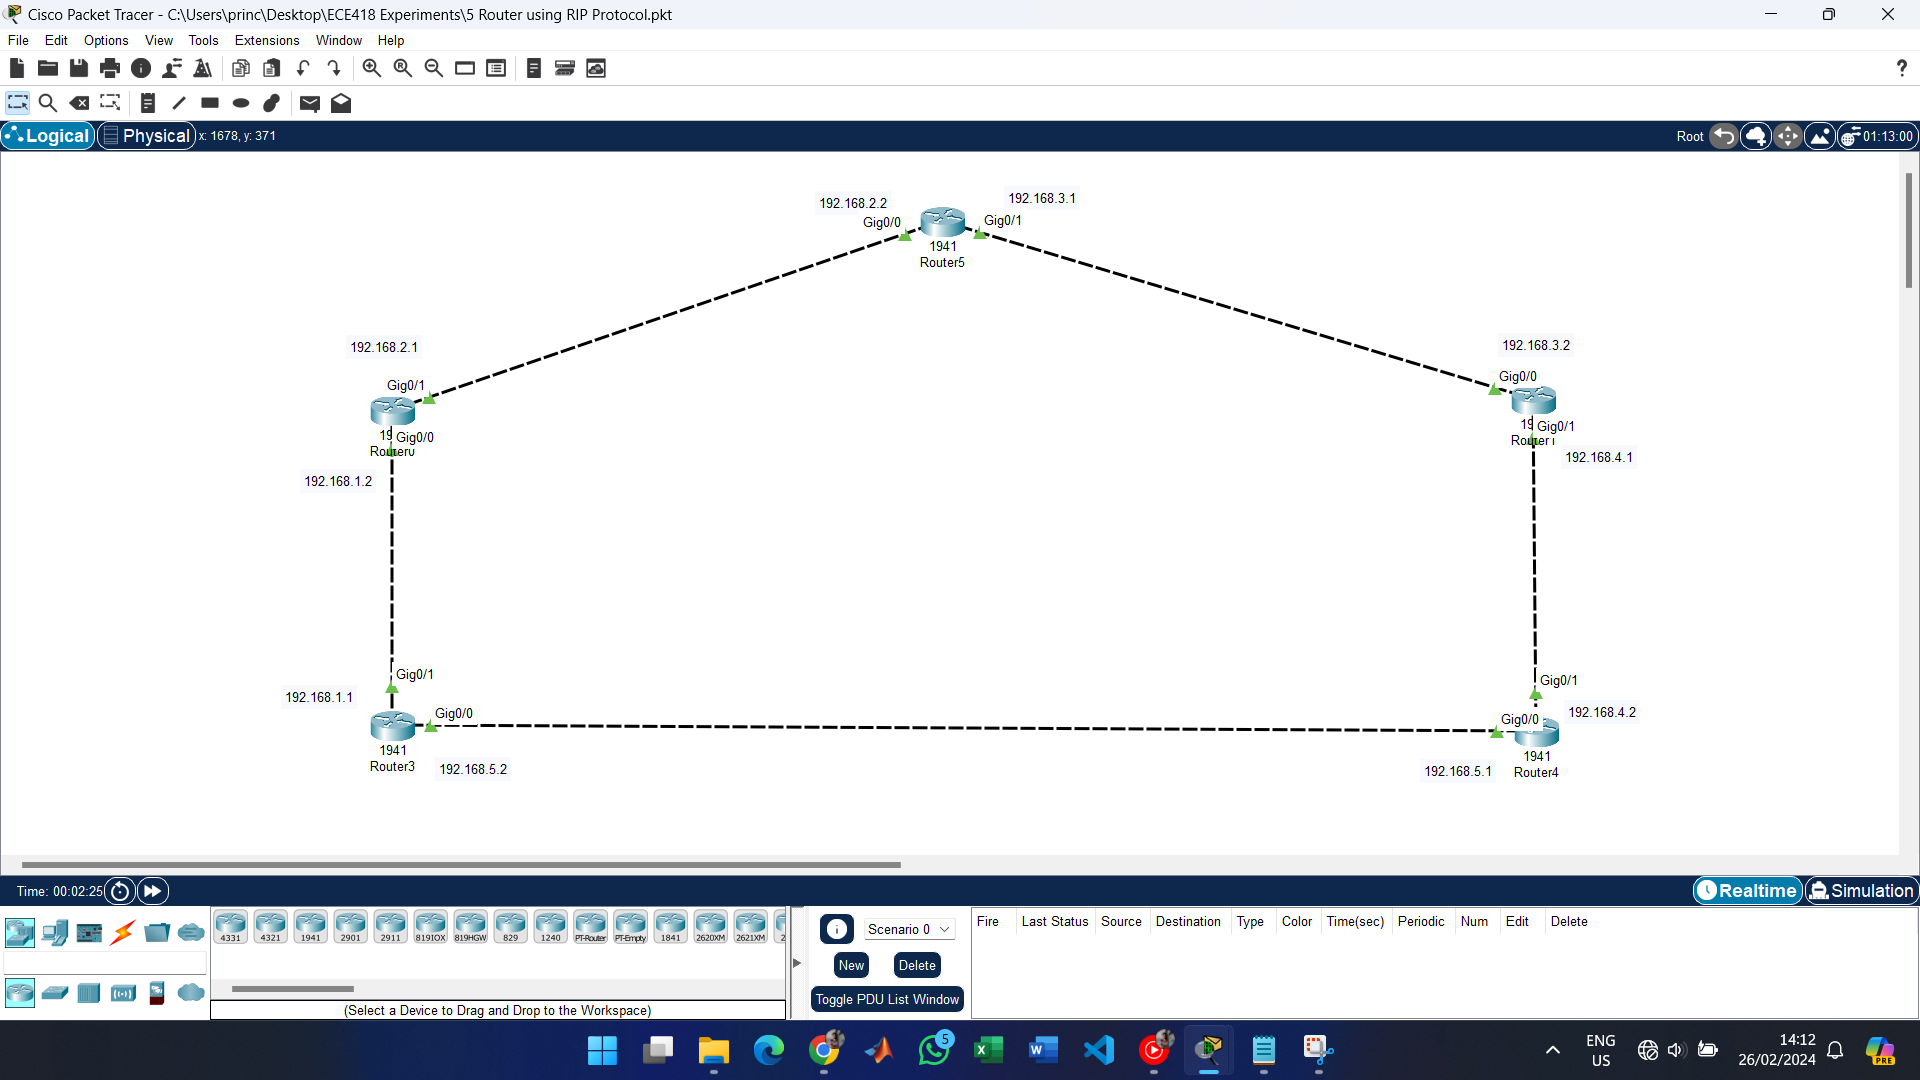 Cisco Packet Tracer - C:\Users\princ\Desktop\ECE418 Experiments\5 Router using RIP Protocol.pkt
File Edit Options View Tools Extensions Window Help
?
Logical Physical x: 1678, y: 371 Root 01:13:00
192.168.2.2 192.168.3.1
Gig0/0 Gig0/1
1941
Router5
192.168.2.1 192.168.3.2
Gig0/1 Gig0/0
19 Gig0/0 19 Gig0/1
Router0 Router1
192.168.1.2 192.168.4.1
Gig0/1 Gig0/1
192.168.1.1 192.168.4.2
Gig0/0 Gig0/0
1941 1941
Router3 Router4
192.168.5.2 192.168.5.1
Time: 00:02:25 Realtime Simulation
4331 4321 1941 2901 2911 819IOX 819HGW 829 1240 PT-Router PT-Empty 1841 2620XM 2621XM 2
(Select a Device to Drag and Drop to the Workspace)
Scenario 0
New Delete
Toggle PDU List Window
Fire Last Status Source Destination Type Color Time(sec) Periodic Num Edit Delete
5
ENG
US
14:12
26/02/2024
PRE